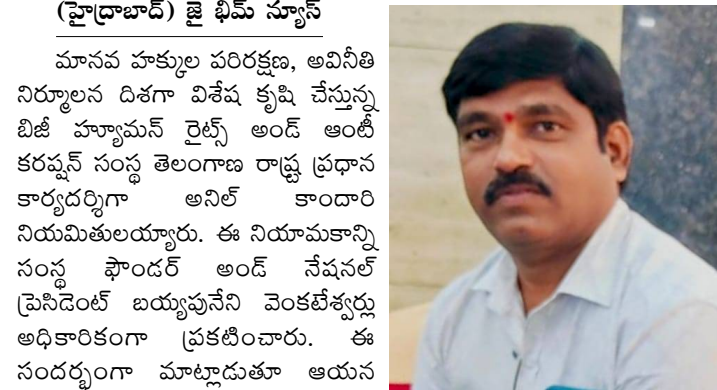 (హైద్రాబాద్) జై భీమ్ న్యూస్
మానవ హక్కుల పరిరక్షణ, అవినీతి
నిర్మూలన దిశగా విశేష కృషి చేస్తున్న
బిజీ హ్యూమన్ రైట్స్ అండ్ ఆంటీ
కరప్షన్ సంస్థ తెలంగాణ రాష్ట్ర ప్రధాన
కార్యదర్శిగా అనిల్ కాందారి
నియమితులయ్యారు. ఈ నియామకాన్ని
సంస్థ ఫౌండర్ అండ్ నేషనల్
ప్రెసిడెంట్ బయ్యపునేని వెంకటేశ్వర్లు
అధికారికంగా ప్రకటించారు. ఈ
సందర్భంగా మాట్లాడుతూ ఆయన